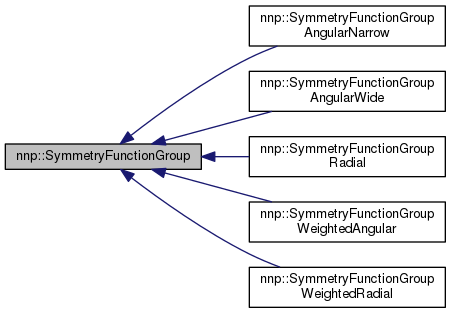 nnp::SymmetryFunctionGroup
AngularNarrow
nnp::SymmetryFunctionGroup
AngularWide
nnp::SymmetryFunctionGroup
nnp::SymmetryFunctionGroup
Radial
nnp::SymmetryFunctionGroup
WeightedAngular
nnp::SymmetryFunctionGroup
WeightedRadial